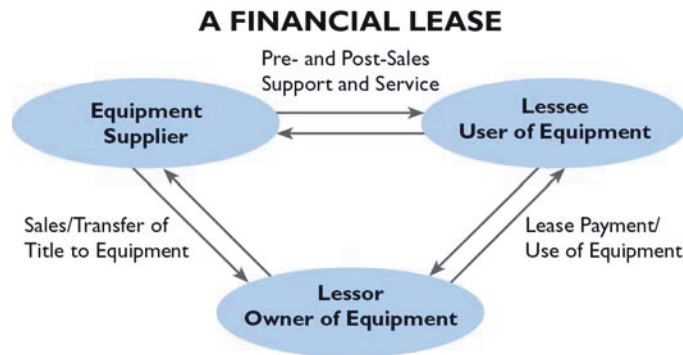 A FINANCIAL LEASE
Pre- and Post-Sales
Support and Service
Equipment
Supplier
Lessee
User of Equipment
Sales/Transfer of
Title to Equipment
Lease Payment/
Use of Equipment
Lessor
Owner of Equipment